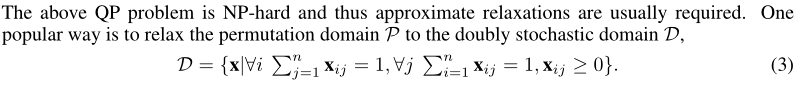 The above QP problem is NP-hard and thus approximate relaxations are usually required. One
popular way is to relax the permutation domain 𝒫 to the doubly stochastic domain 𝒟,
𝒟 = {𝐱|∀i ∑ⁿⱼ₌₁ 𝐱ᵢⱼ = 1, ∀j ∑ⁿᵢ₌₁ 𝐱ᵢⱼ = 1, 𝐱ᵢⱼ ≥ 0}. (3)